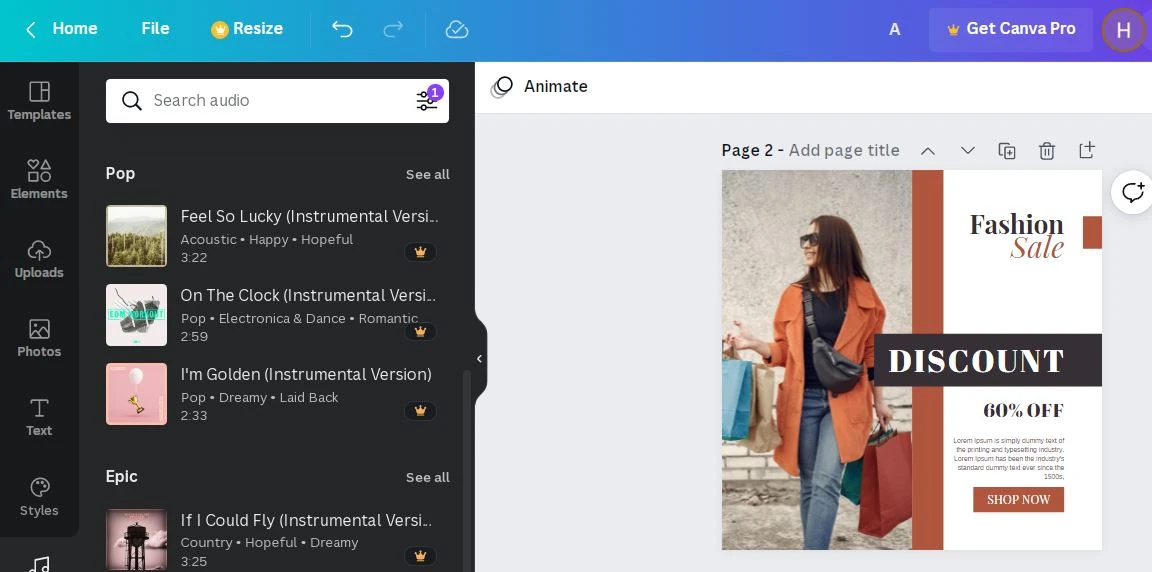 Home File Resize A Get Canva Pro H
Templates
Elements
Uploads
Photos
Text
Styles
Search audio 1
Pop See all
Feel So Lucky (Instrumental Versi...
Acoustic • Happy • Hopeful
3:22
On The Clock (Instrumental Versi...
Pop • Electronica & Dance • Romantic
2:59
EDM WORKOUT
I'm Golden (Instrumental Version)
Pop • Dreamy • Laid Back
2:33
Epic See all
If I Could Fly (Instrumental Versi...
Country • Hopeful • Dreamy
3:25
Animate
Page 2 - Add page title
Fashion
Sale
DISCOUNT
60% OFF
Lorem Ipsum is simply dummy text of
the printing and typesetting industry.
Lorem Ipsum has been the industry's
standard dummy text ever since the
1500s,
SHOP NOW